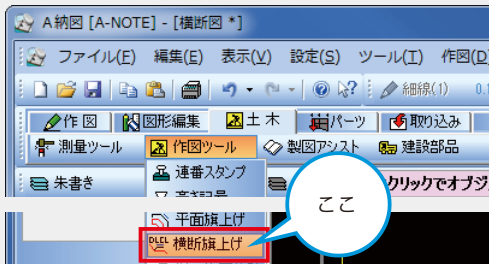 A納図 [A-NOTE] - [横断図 *]
ファイル(F) 編集(E) 表示(V) 設定(S) ツール(T) 作図(D
細線(1) 0.1
作 図 図形編集 土 木 パーツ 取り込み
測量ツール 作図ツール 製図アシスト 建設部品
朱書き 連番スタンプ クリックでオブジ
平面旗上げ
DL,CL 横断旗上げ
ここ